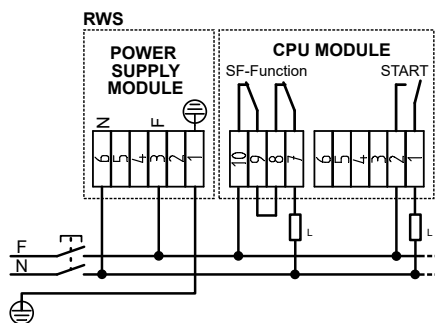 RWS
POWER
SUPPLY
MODULE
CPU MODULE
SF-Function
START
N
F
6
5
4
3
2
1
10
9
8
7
6
5
4
3
2
1
L
L
F
N